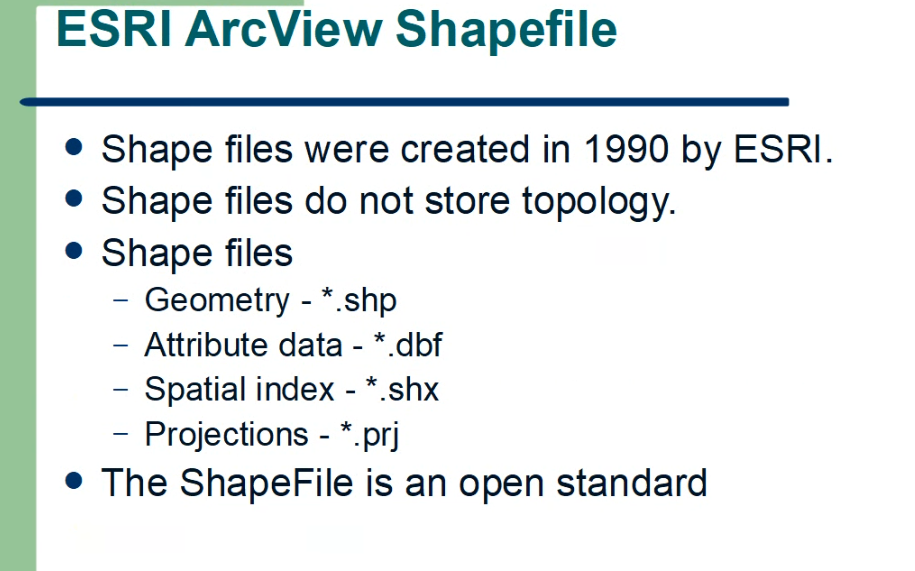 ESRI ArcView Shapefile
• Shape files were created in 1990 by ESRI.
• Shape files do not store topology.
• Shape files
– Geometry - *.shp
– Attribute data - *.dbf
– Spatial index - *.shx
– Projections - *.prj
• The ShapeFile is an open standard